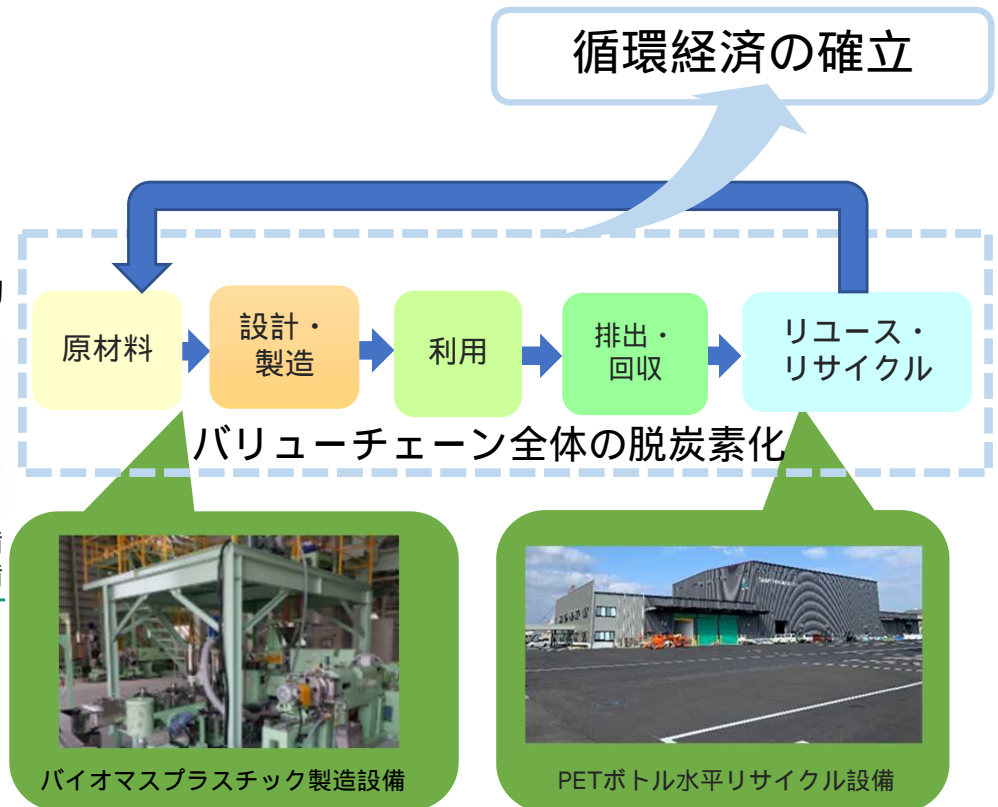 循環経済の確立
原材料
設計・
製造
利用
排出・
回収
リユース・
リサイクル
バリューチェーン全体の脱炭素化
バイオマスプラスチック製造設備
PETボトル水平リサイクル設備